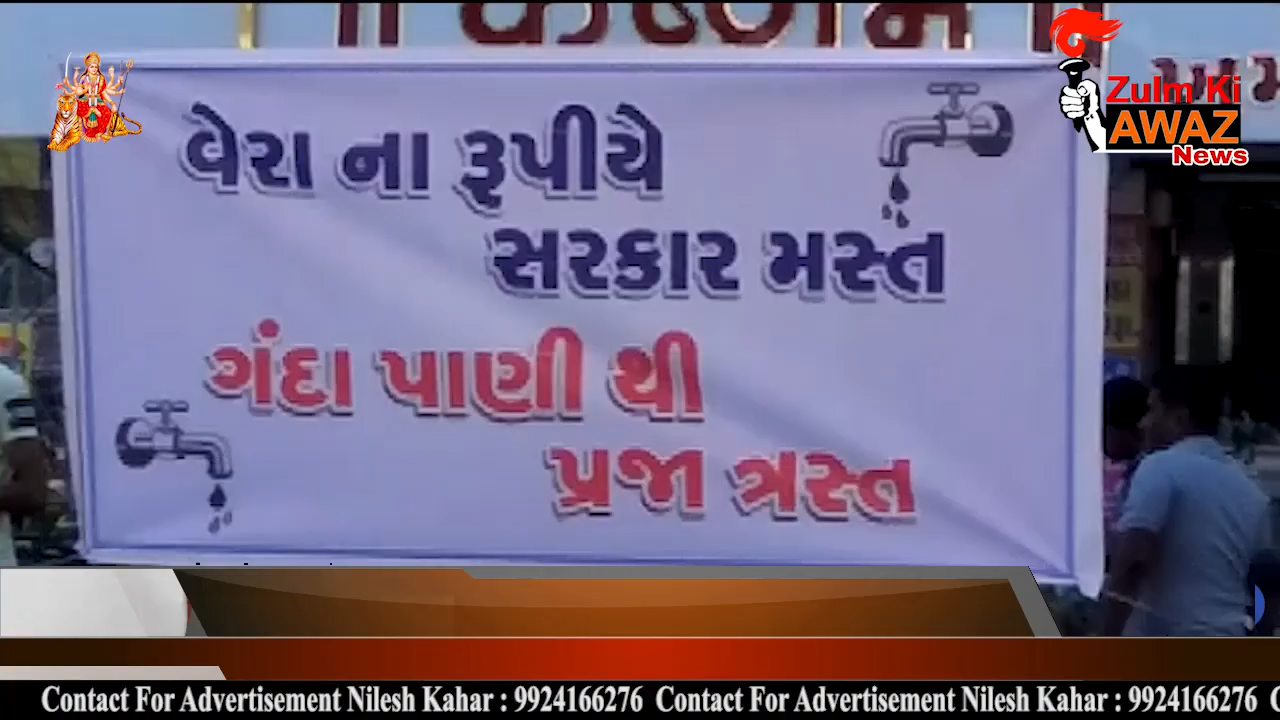 વેરા ના રૂપીયે
સરકાર મસ્ત
ગંદા પાણી થી
પ્રજા ત્રસ્ત
Zulm Ki
AWAZ
News
Contact For Advertisement Nilesh Kahar : 9924166276 Contact For Advertisement Nilesh Kahar : 9924166276